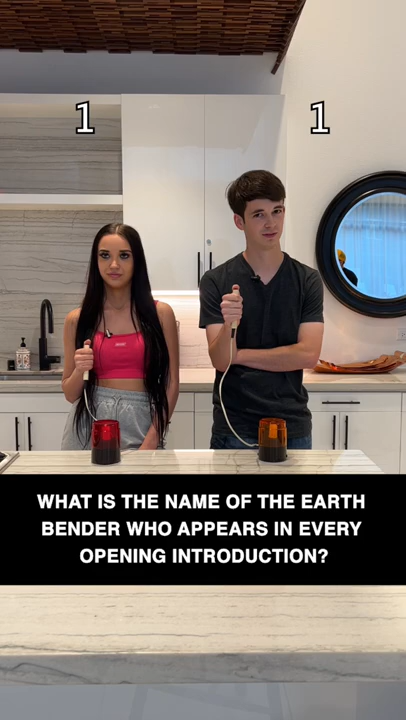 1 1
WHAT IS THE NAME OF THE EARTH
BENDER WHO APPEARS IN EVERY
OPENING INTRODUCTION?